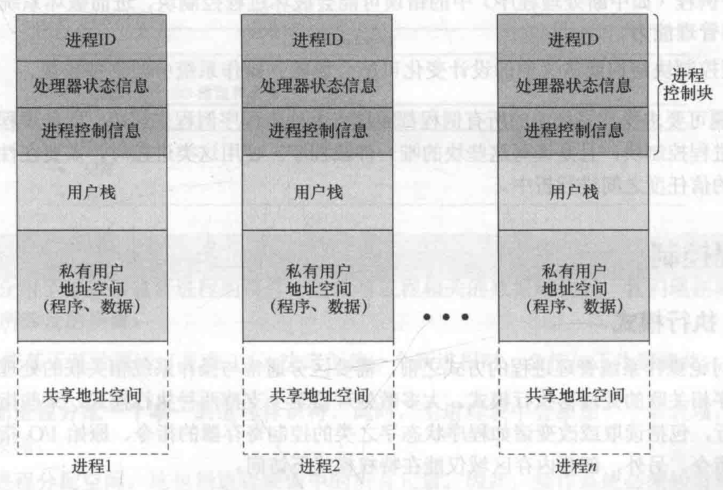 进程ID
处理器状态信息
进程控制信息
用户栈
私有用户
地址空间
(程序、数据)
共享地址空间
进程1
进程ID
处理器状态信息
进程控制信息
用户栈
私有用户
地址空间
(程序、数据)
共享地址空间
进程2
•••
进程ID
处理器状态信息
进程控制信息
用户栈
私有用户
地址空间
(程序、数据)
共享地址空间
进程n
进程
控制块